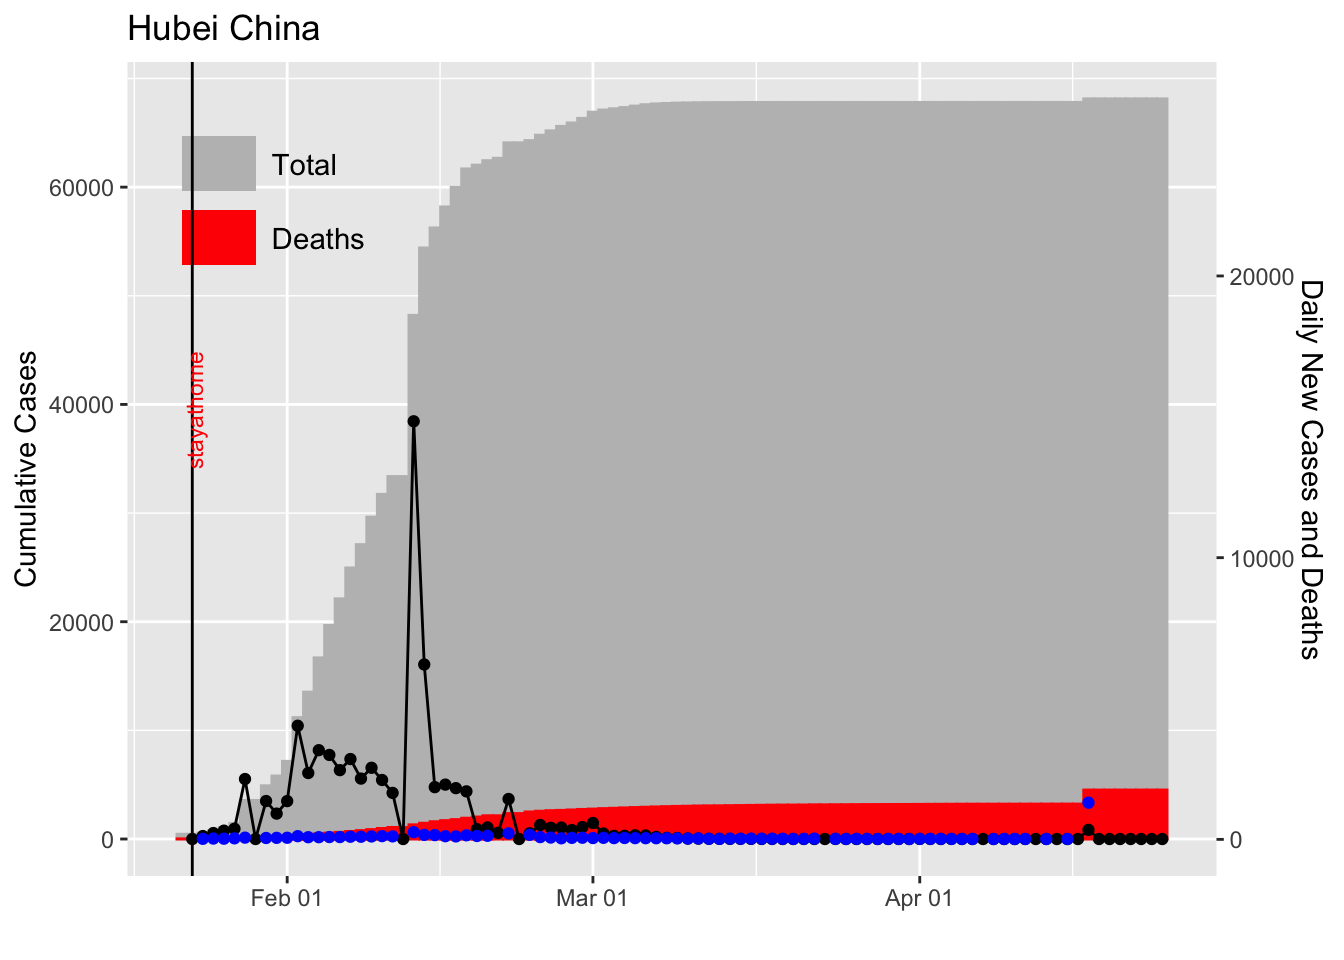 Hubei China
Total
Deaths
stayathome
Cumulative Cases
60000
40000
20000
0
20000
10000
0
Daily New Cases and Deaths
Feb 01
Mar 01
Apr 01